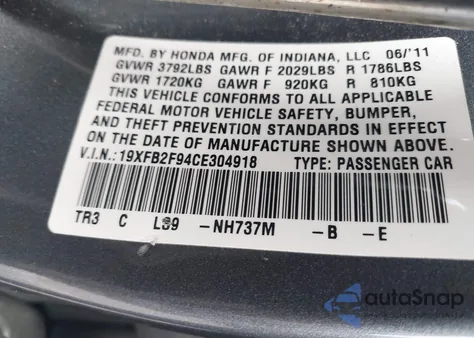 MFD. BY HONDA MFG. OF INDIANA, LLC 06/'11
GVWR 3792LBS GAWR F 2029LBS R 1786LBS
GVWR 1720KG GAWR F 920KG R 810KG
THIS VEHICLE CONFORMS TO ALL APPLICABLE
FEDERAL MOTOR VEHICLE SAFETY, BUMPER,
AND THEFT PREVENTION STANDARDS IN EFFECT
ON THE DATE OF MANUFACTURE SHOWN ABOVE.
V.I.N.: 19XFB2F94CE304918 TYPE: PASSENGER CAR
TR3 C L99 -NH737M -B -E
autoSnap